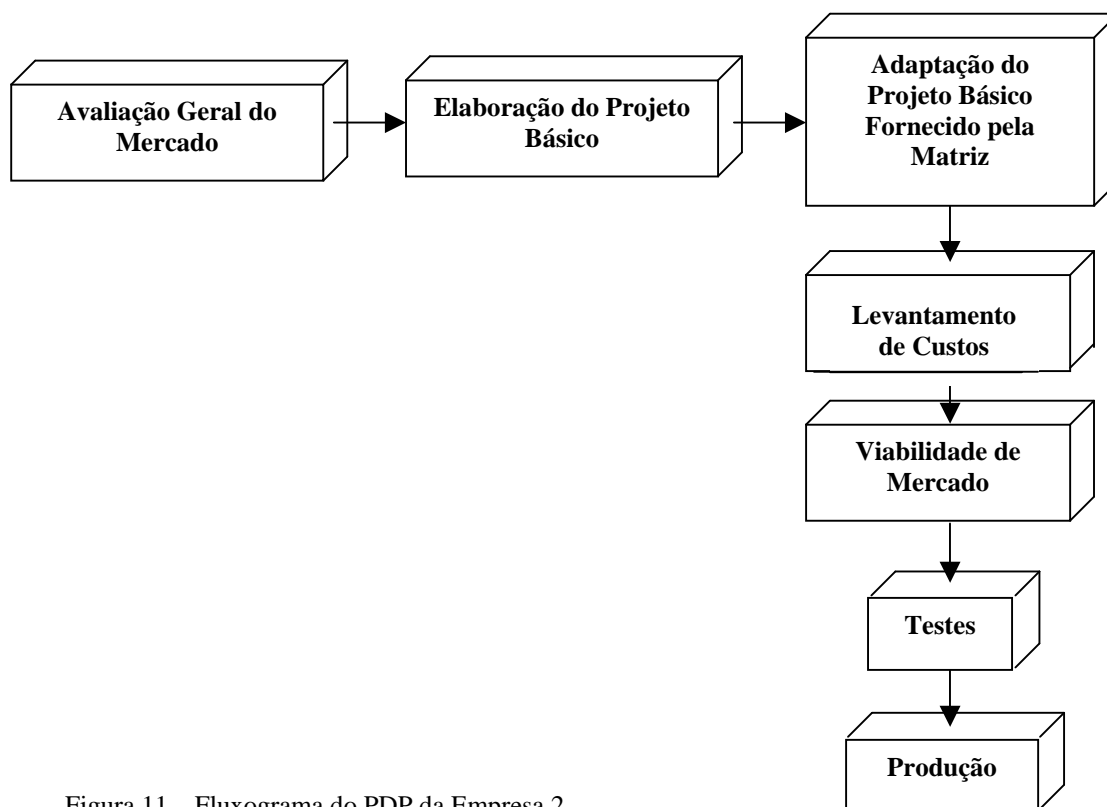 Avaliação Geral do
Mercado
Elaboração do Projeto
Básico
Adaptação do
Projeto Básico
Fornecido pela
Matriz
Levantamento
de Custos
Viabilidade de
Mercado
Testes
Produção
Figura 11 – Fluxograma do PDP da Empresa 2